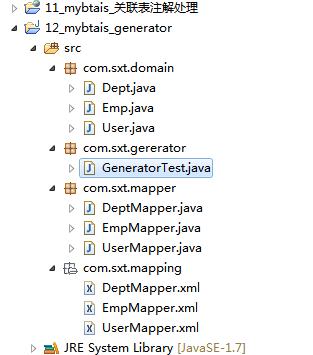 11_mybtais_关联表注解处理
12_mybtais_generator
src
com.sxt.domain
Dept.java
Emp.java
User.java
com.sxt.gererator
GeneratorTest.java
com.sxt.mapper
DeptMapper.java
EmpMapper.java
UserMapper.java
com.sxt.mapping
DeptMapper.xml
EmpMapper.xml
UserMapper.xml
JRE System Library [JavaSE-1.7]